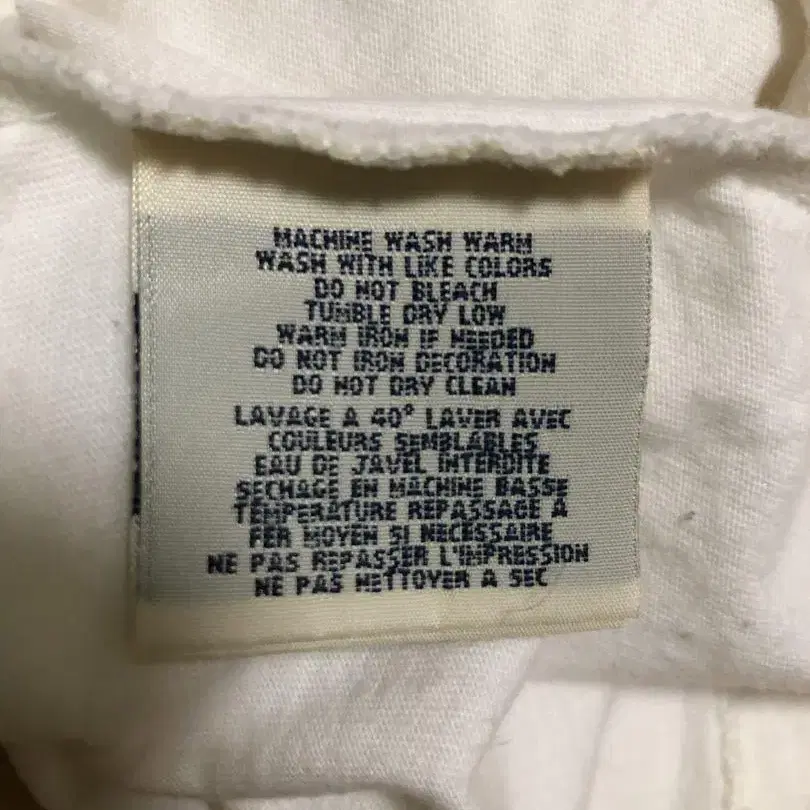 MACHINE WASH WARM
WASH WITH LIKE COLORS
DO NOT BLEACH
TUMBLE DRY LOW
WARM IRON IF NEEDED
DO NOT IRON DECORATION
DO NOT DRY CLEAN
LAVAGE A 40° LAVER AVEC
COULEURS SEMBLABLES
EAU DE JAVEL INTERDITE
SECHAGE EN MACHINE BASSE
TEMPERATURE REPASSAGE A
FER MOYEN SI NECESSAIRE
NE PAS REPASSER L'IMPRESSION
NE PAS NETTOYER A SEC